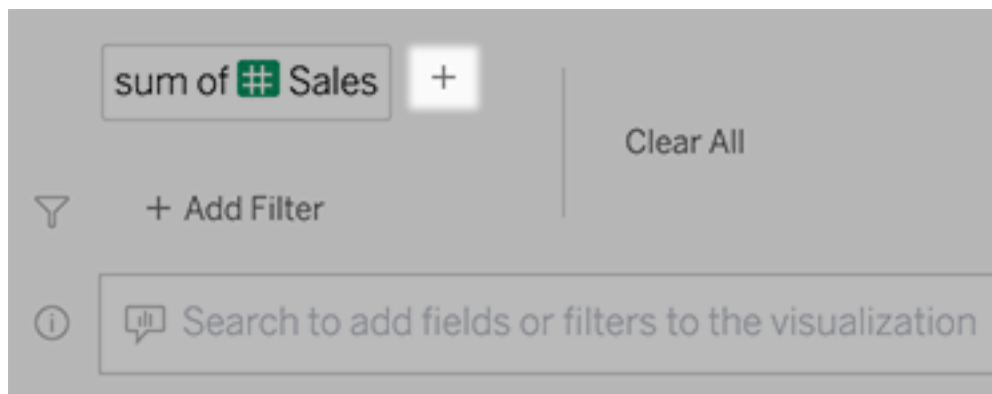 sum of # Sales +
Clear All
+ Add Filter
Search to add fields or filters to the visualization